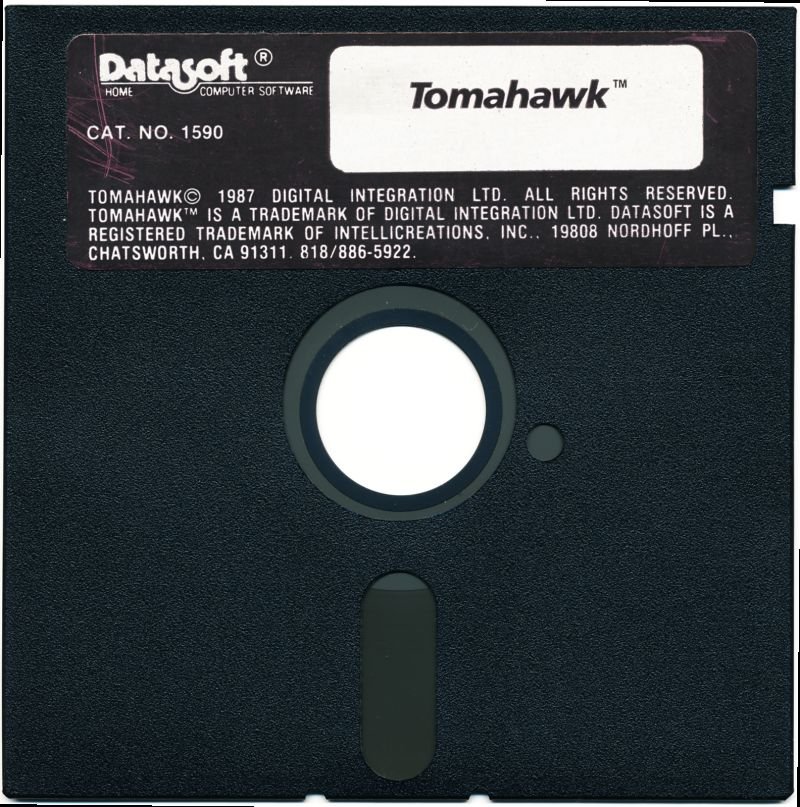 Datasoft®
HOME COMPUTER SOFTWARE
Tomahawk™
CAT. NO. 1590
TOMAHAWK© 1987 DIGITAL INTEGRATION LTD. ALL RIGHTS RESERVED.
TOMAHAWK™ IS A TRADEMARK OF DIGITAL INTEGRATION LTD. DATASOFT IS A
REGISTERED TRADEMARK OF INTELLICREATIONS, INC., 19808 NORDHOFF PL.,
CHATSWORTH, CA 91311. 818/886-5922.